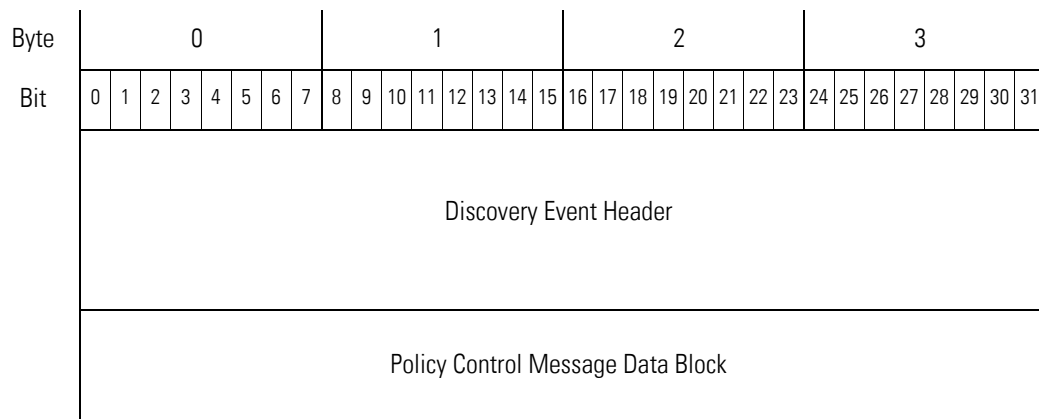 Byte 0 1 2 3
Bit 0 1 2 3 4 5 6 7 8 9 10 11 12 13 14 15 16 17 18 19 20 21 22 23 24 25 26 27 28 29 30 31
Discovery Event Header
Policy Control Message Data Block